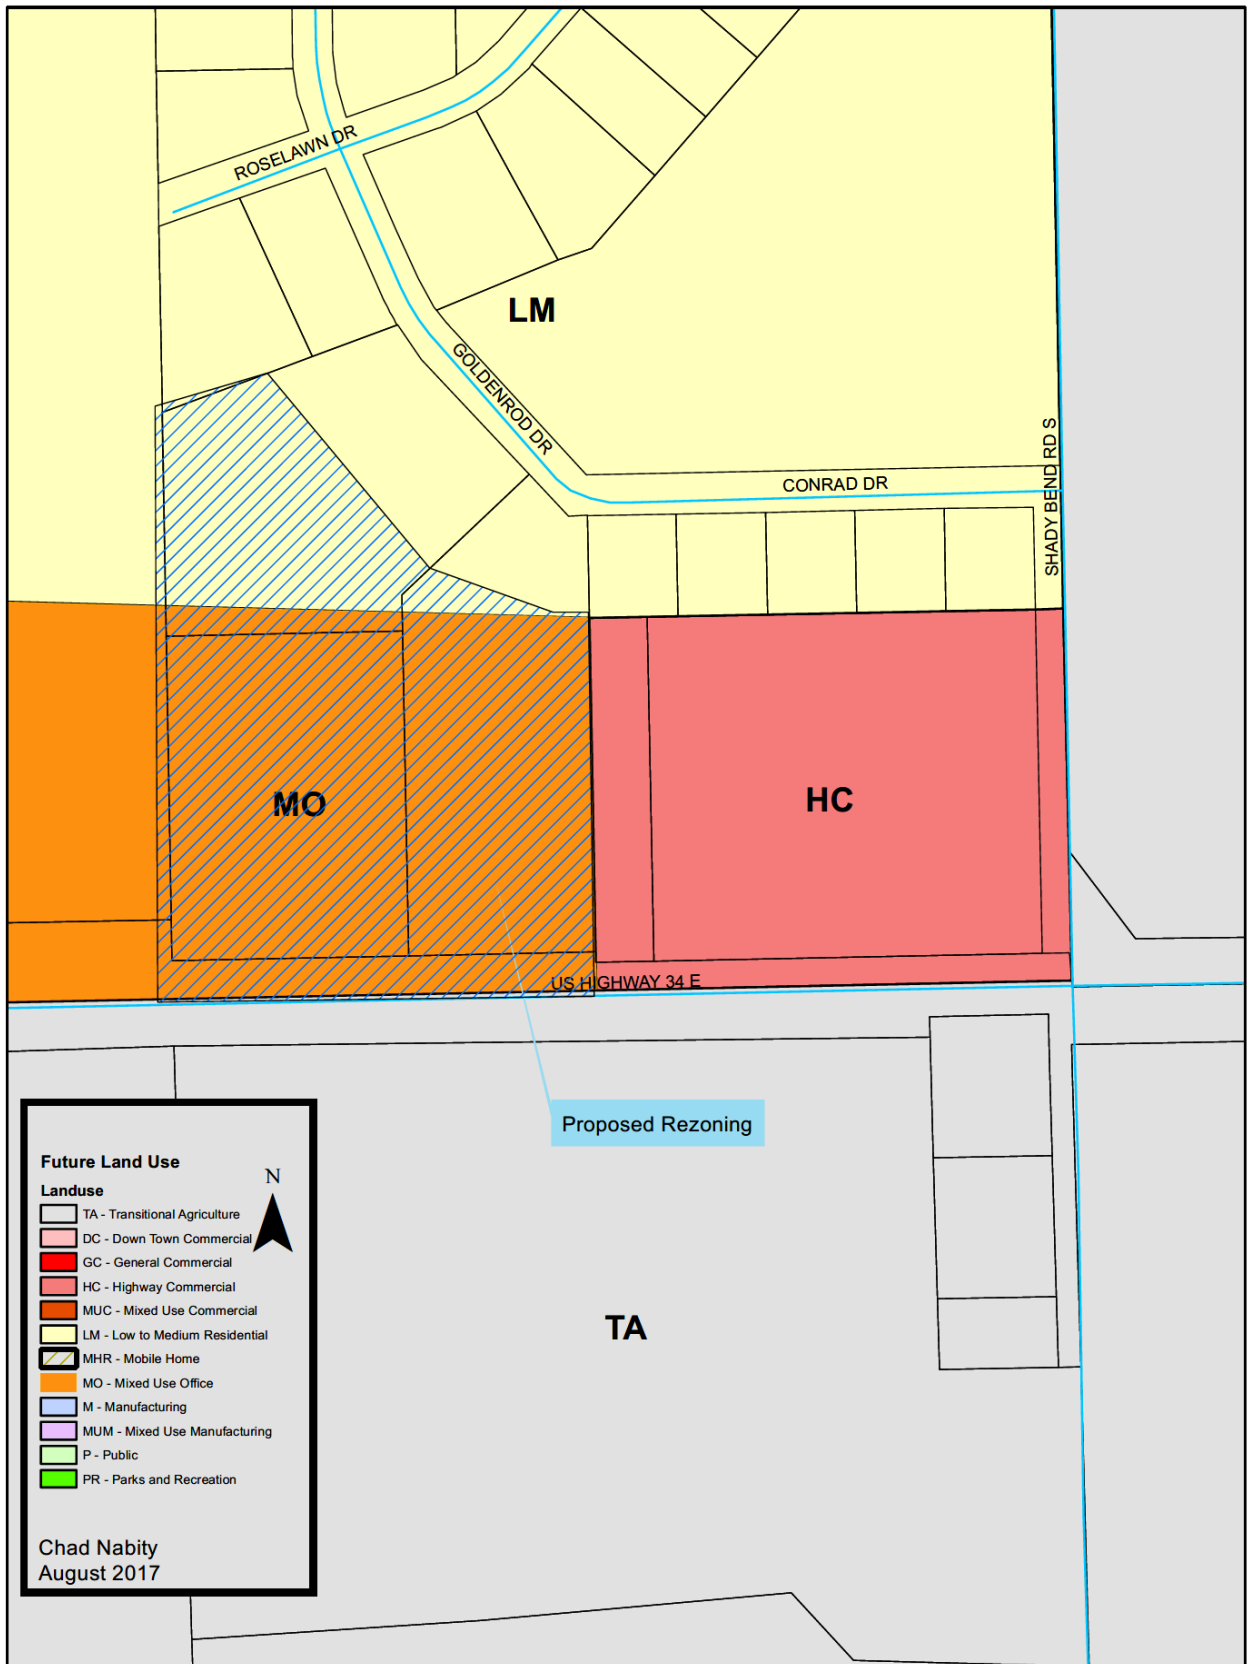 ROSELAWN DR
LM
GOLDENROD DR
CONRAD DR
SHADY BEND RD S
MO
HC
US HIGHWAY 34 E
Proposed Rezoning
TA
Future Land Use
N
Landuse
TA - Transitional Agriculture
DC - Down Town Commercial
GC - General Commercial
HC - Highway Commercial
MUC - Mixed Use Commercial
LM - Low to Medium Residential
MHR - Mobile Home
MO - Mixed Use Office
M - Manufacturing
MUM - Mixed Use Manufacturing
P - Public
PR - Parks and Recreation
Chad Nabity
August 2017